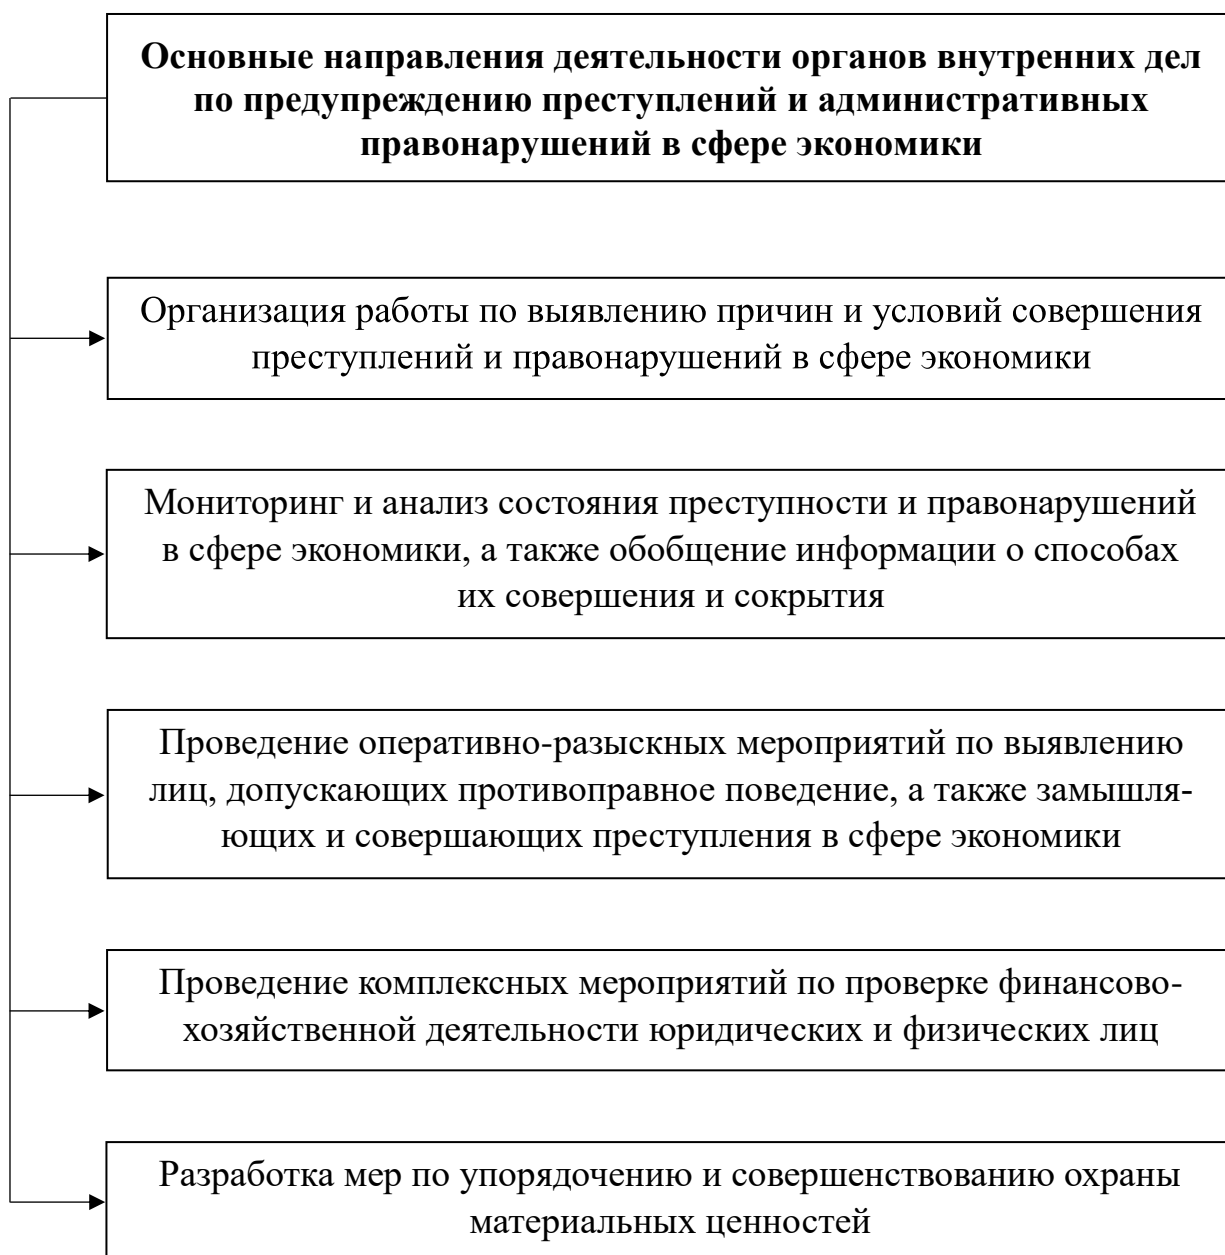 Основные направления деятельности органов внутренних дел
по предупреждению преступлений и административных
правонарушений в сфере экономики
Организация работы по выявлению причин и условий совершения
преступлений и правонарушений в сфере экономики
Мониторинг и анализ состояния преступности и правонарушений
в сфере экономики, а также обобщение информации о способах
их совершения и сокрытия
Проведение оперативно-разыскных мероприятий по выявлению
лиц, допускающих противоправное поведение, а также замышля-
ющих и совершающих преступления в сфере экономики
Проведение комплексных мероприятий по проверке финансово-
хозяйственной деятельности юридических и физических лиц
Разработка мер по упорядочению и совершенствованию охраны
материальных ценностей